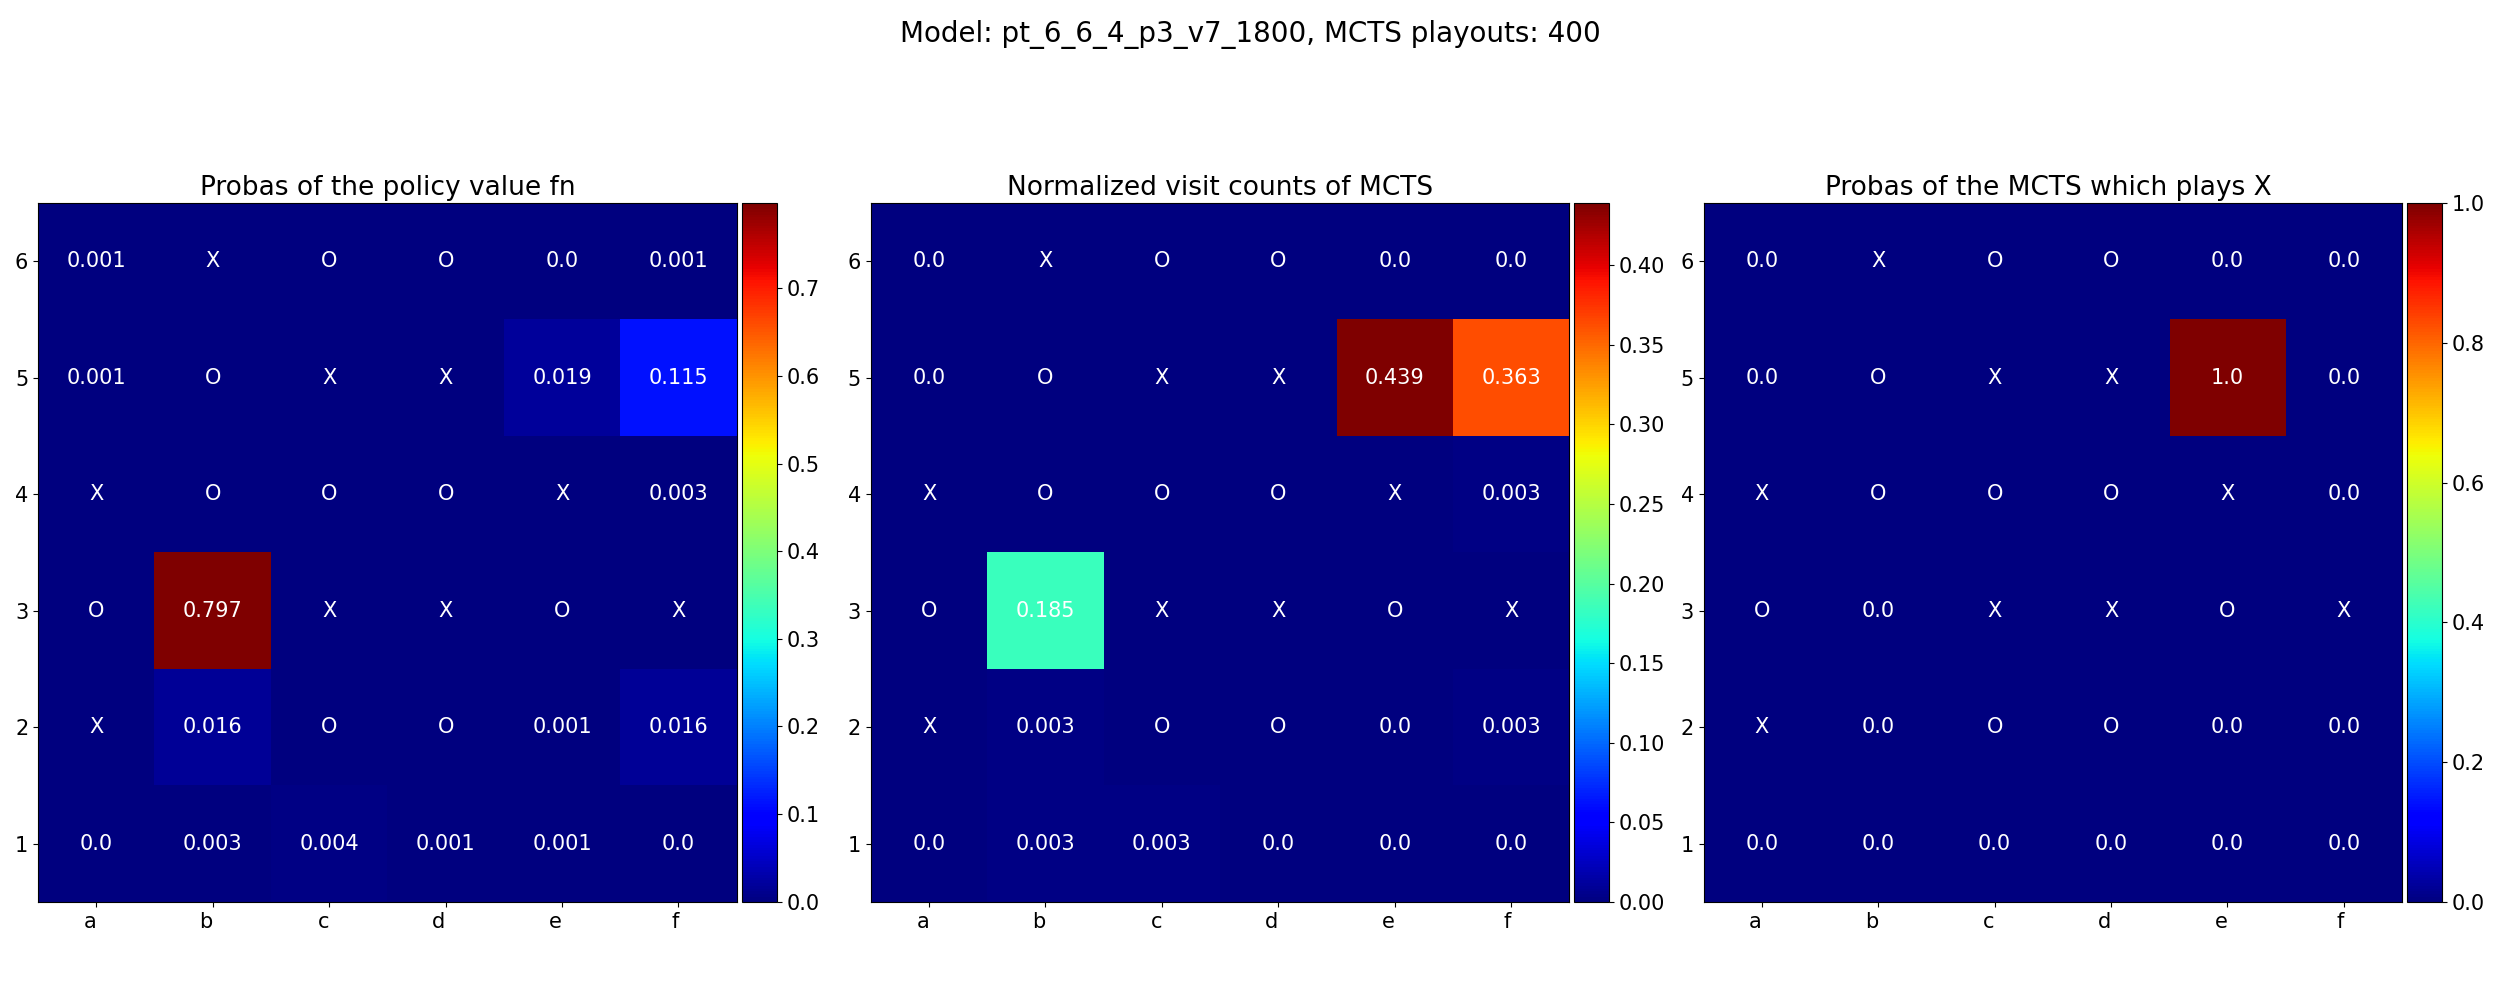 Model: pt_6_6_4_p3_v7_1800, MCTS playouts: 400
Probas of the policy value fn
6 0.001 X O O 0.0 0.001
5 0.001 O X X 0.019 0.115
4 X O O O X 0.003
3 O 0.797 X X O X
2 X 0.016 O O 0.001 0.016
1 0.0 0.003 0.004 0.001 0.001 0.0
a b c d e f
0.7
0.6
0.5
0.4
0.3
0.2
0.1
0.0
Normalized visit counts of MCTS
6 0.0 X O O 0.0 0.0
5 0.0 O X X 0.439 0.363
4 X O O O X 0.003
3 O 0.185 X X O X
2 X 0.003 O O 0.0 0.003
1 0.0 0.003 0.003 0.0 0.0 0.0
a b c d e f
0.40
0.35
0.30
0.25
0.20
0.15
0.10
0.05
0.00
Probas of the MCTS which plays X
6 0.0 X O O 0.0 0.0
5 0.0 O X X 1.0 0.0
4 X O O O X 0.0
3 O 0.0 X X O X
2 X 0.0 O O 0.0 0.0
1 0.0 0.0 0.0 0.0 0.0 0.0
a b c d e f
1.0
0.8
0.6
0.4
0.2
0.0